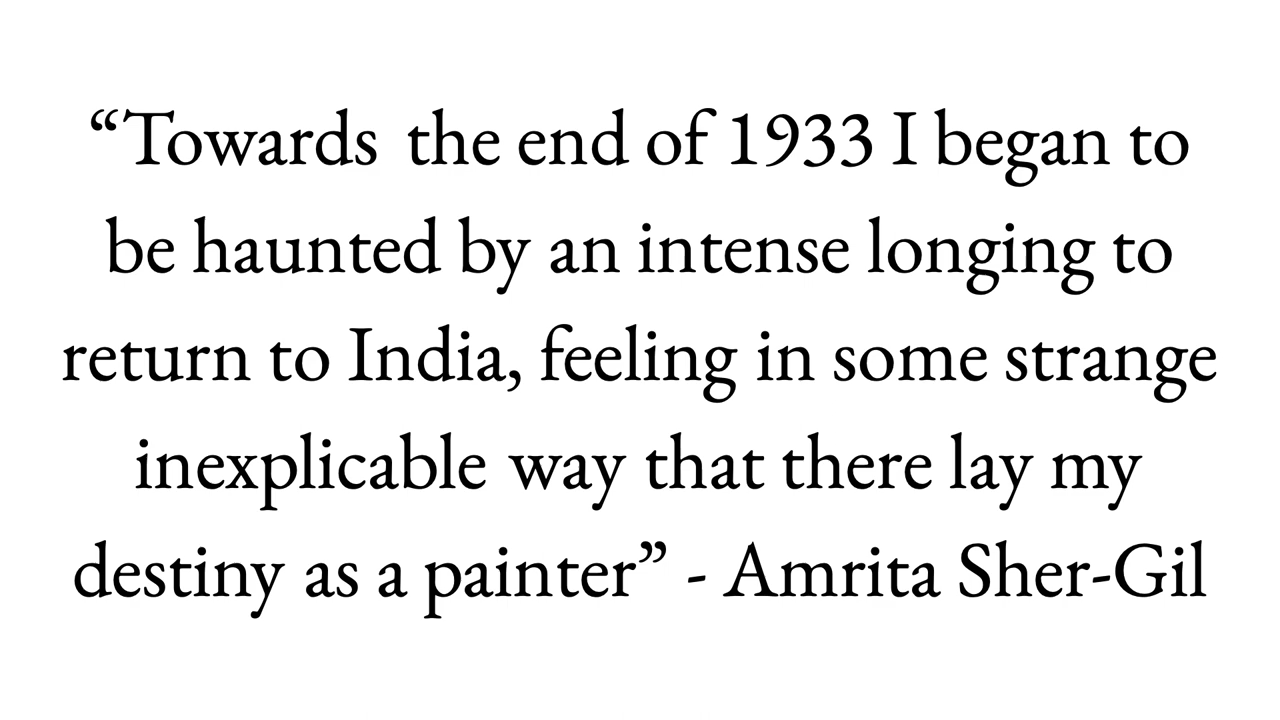 “Towards the end of 1933 I began to
be haunted by an intense longing to
return to India, feeling in some strange
inexplicable way that there lay my
destiny as a painter” - Amrita Sher-Gil